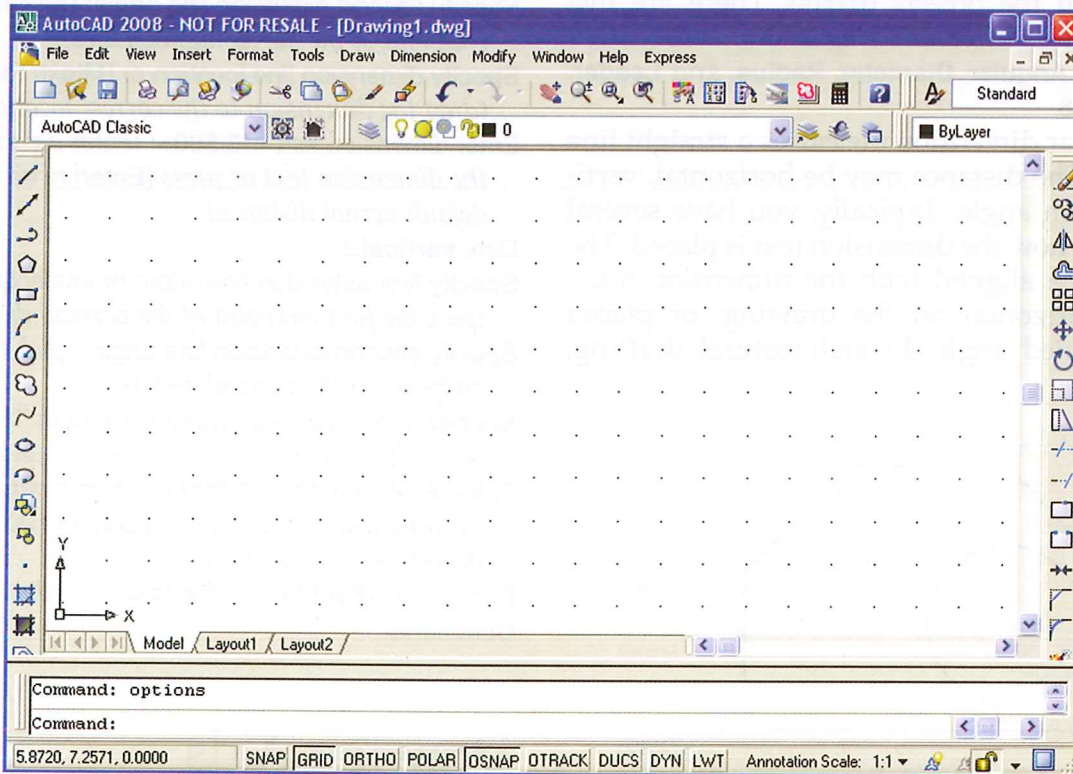 AutoCAD 2008 - NOT FOR RESALE - [Drawing1.dwg]
File Edit View Insert Format Tools Draw Dimension Modify Window Help Express
Standard
AutoCAD Classic 0 ByLayer
Y
X
Model Layout1 Layout2
Command: options
Command:
5.8720, 7.2571, 0.0000 SNAP GRID ORTHO POLAR OSNAP OTRACK DUCS DYN LWT Annotation Scale: 1:1